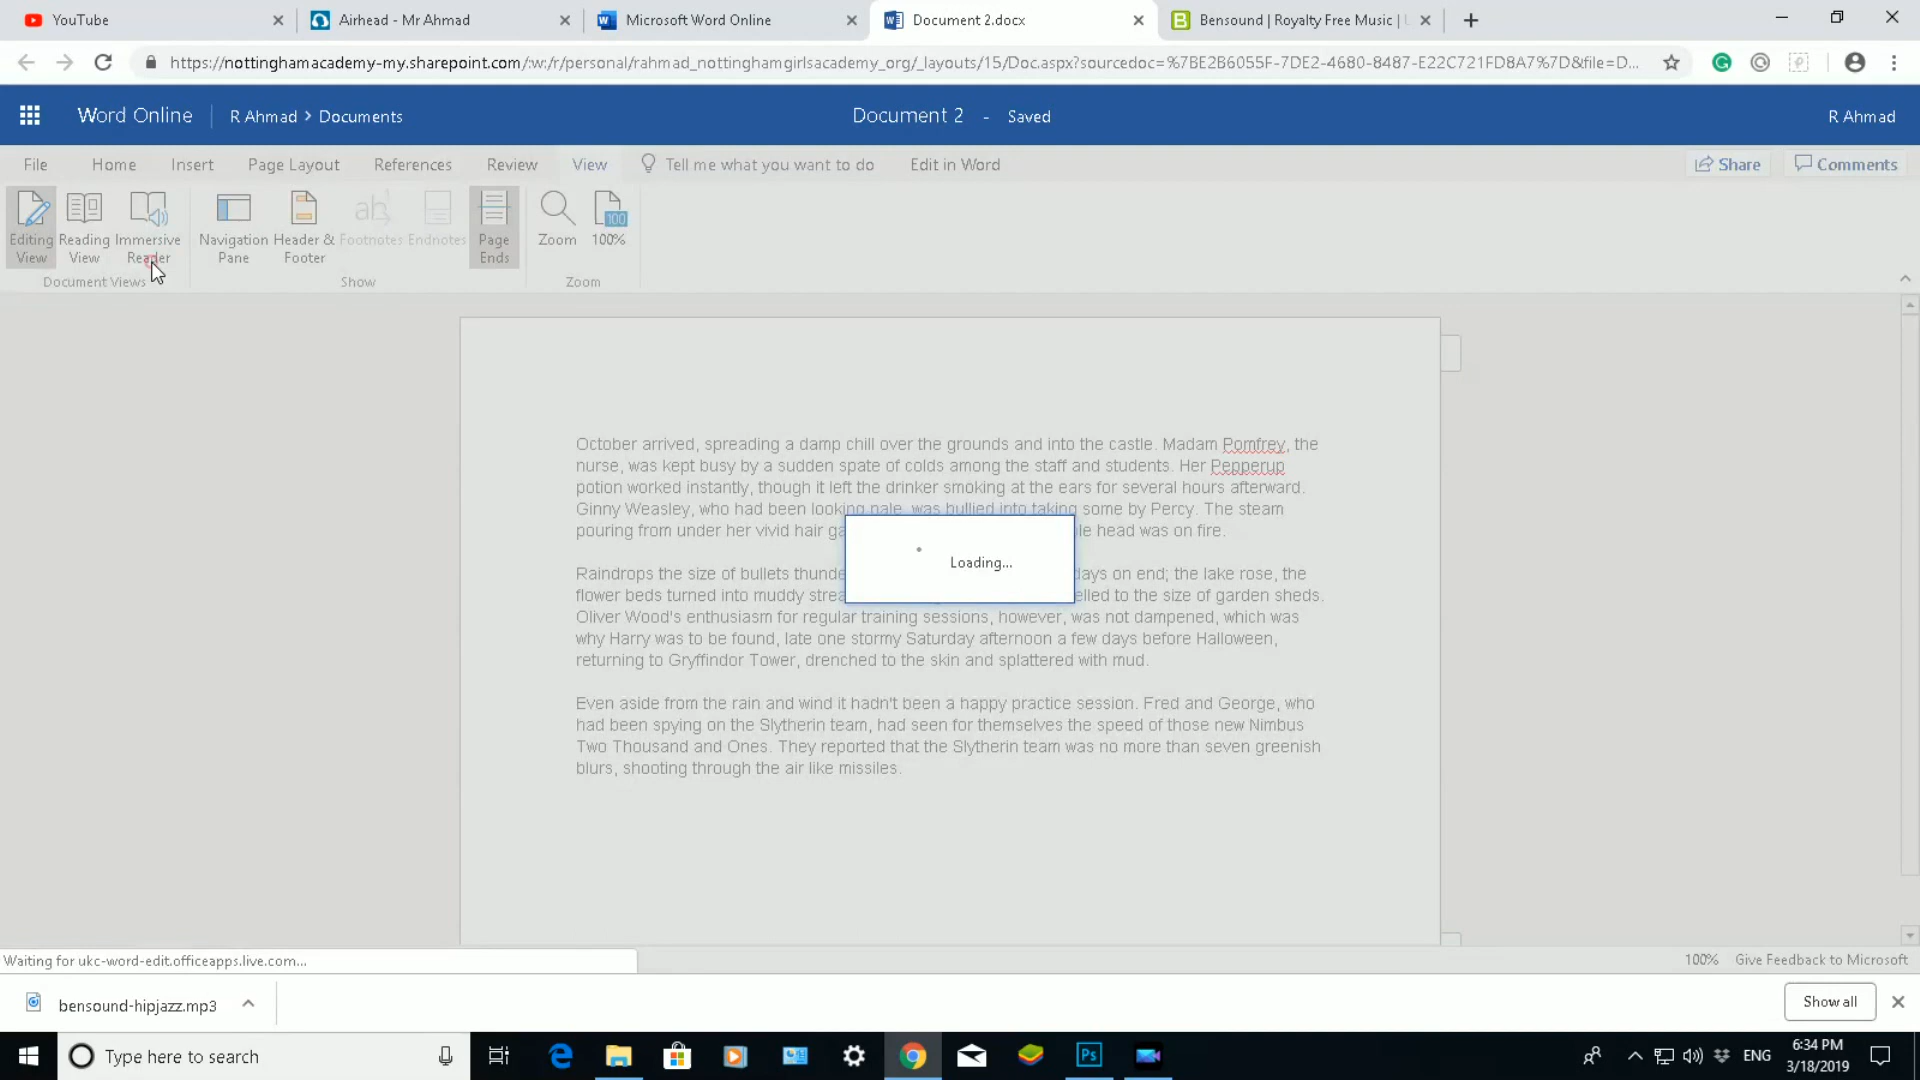 YouTube
Airhead - Mr Ahmad
Microsoft Word Online
Document 2.docx
Bensound | Royalty Free Music |
https://nottinghamacademy-my.sharepoint.com/:w:/r/personal/rahmad_nottinghamgirlsacademy_org/_layouts/15/Doc.aspx?sourcedoc=%7BE2B6055F-7DE2-4680-8487-E22C721FD8A7%7D&file=D...
Word Online
R Ahmad > Documents
Document 2 - Saved
R Ahmad
File Home Insert Page Layout References Review View Tell me what you want to do Edit in Word Share Comments
Editing View
Reading View
Immersive Reader
Navigation Pane
Header & Footer
Footnotes
Endnotes
Page Ends
Zoom
100
100%
Document Views
Show
Zoom
October arrived, spreading a damp chill over the grounds and into the castle. Madam Pomfrey, the
nurse, was kept busy by a sudden spate of colds among the staff and students. Her Pepperup
potion worked instantly, though it left the drinker smoking at the ears for several hours afterward.
Ginny Weasley, who had been looking pale, was bullied into taking some by Percy. The steam
pouring from under her vivid hair ga le head was on fire.
Raindrops the size of bullets thunde days on end; the lake rose, the
flower beds turned into muddy strea elled to the size of garden sheds.
Oliver Wood's enthusiasm for regular training sessions, however, was not dampened, which was
why Harry was to be found, late one stormy Saturday afternoon a few days before Halloween,
returning to Gryffindor Tower, drenched to the skin and splattered with mud.
Even aside from the rain and wind it hadn't been a happy practice session. Fred and George, who
had been spying on the Slytherin team, had seen for themselves the speed of those new Nimbus
Two Thousand and Ones. They reported that the Slytherin team was no more than seven greenish
blurs, shooting through the air like missiles.
Loading...
Waiting for ukc-word-edit.officeapps.live.com...
100% Give Feedback to Microsoft
bensound-hipjazz.mp3
Show all
Type here to search
Ps
ENG
6:34 PM
3/18/2019